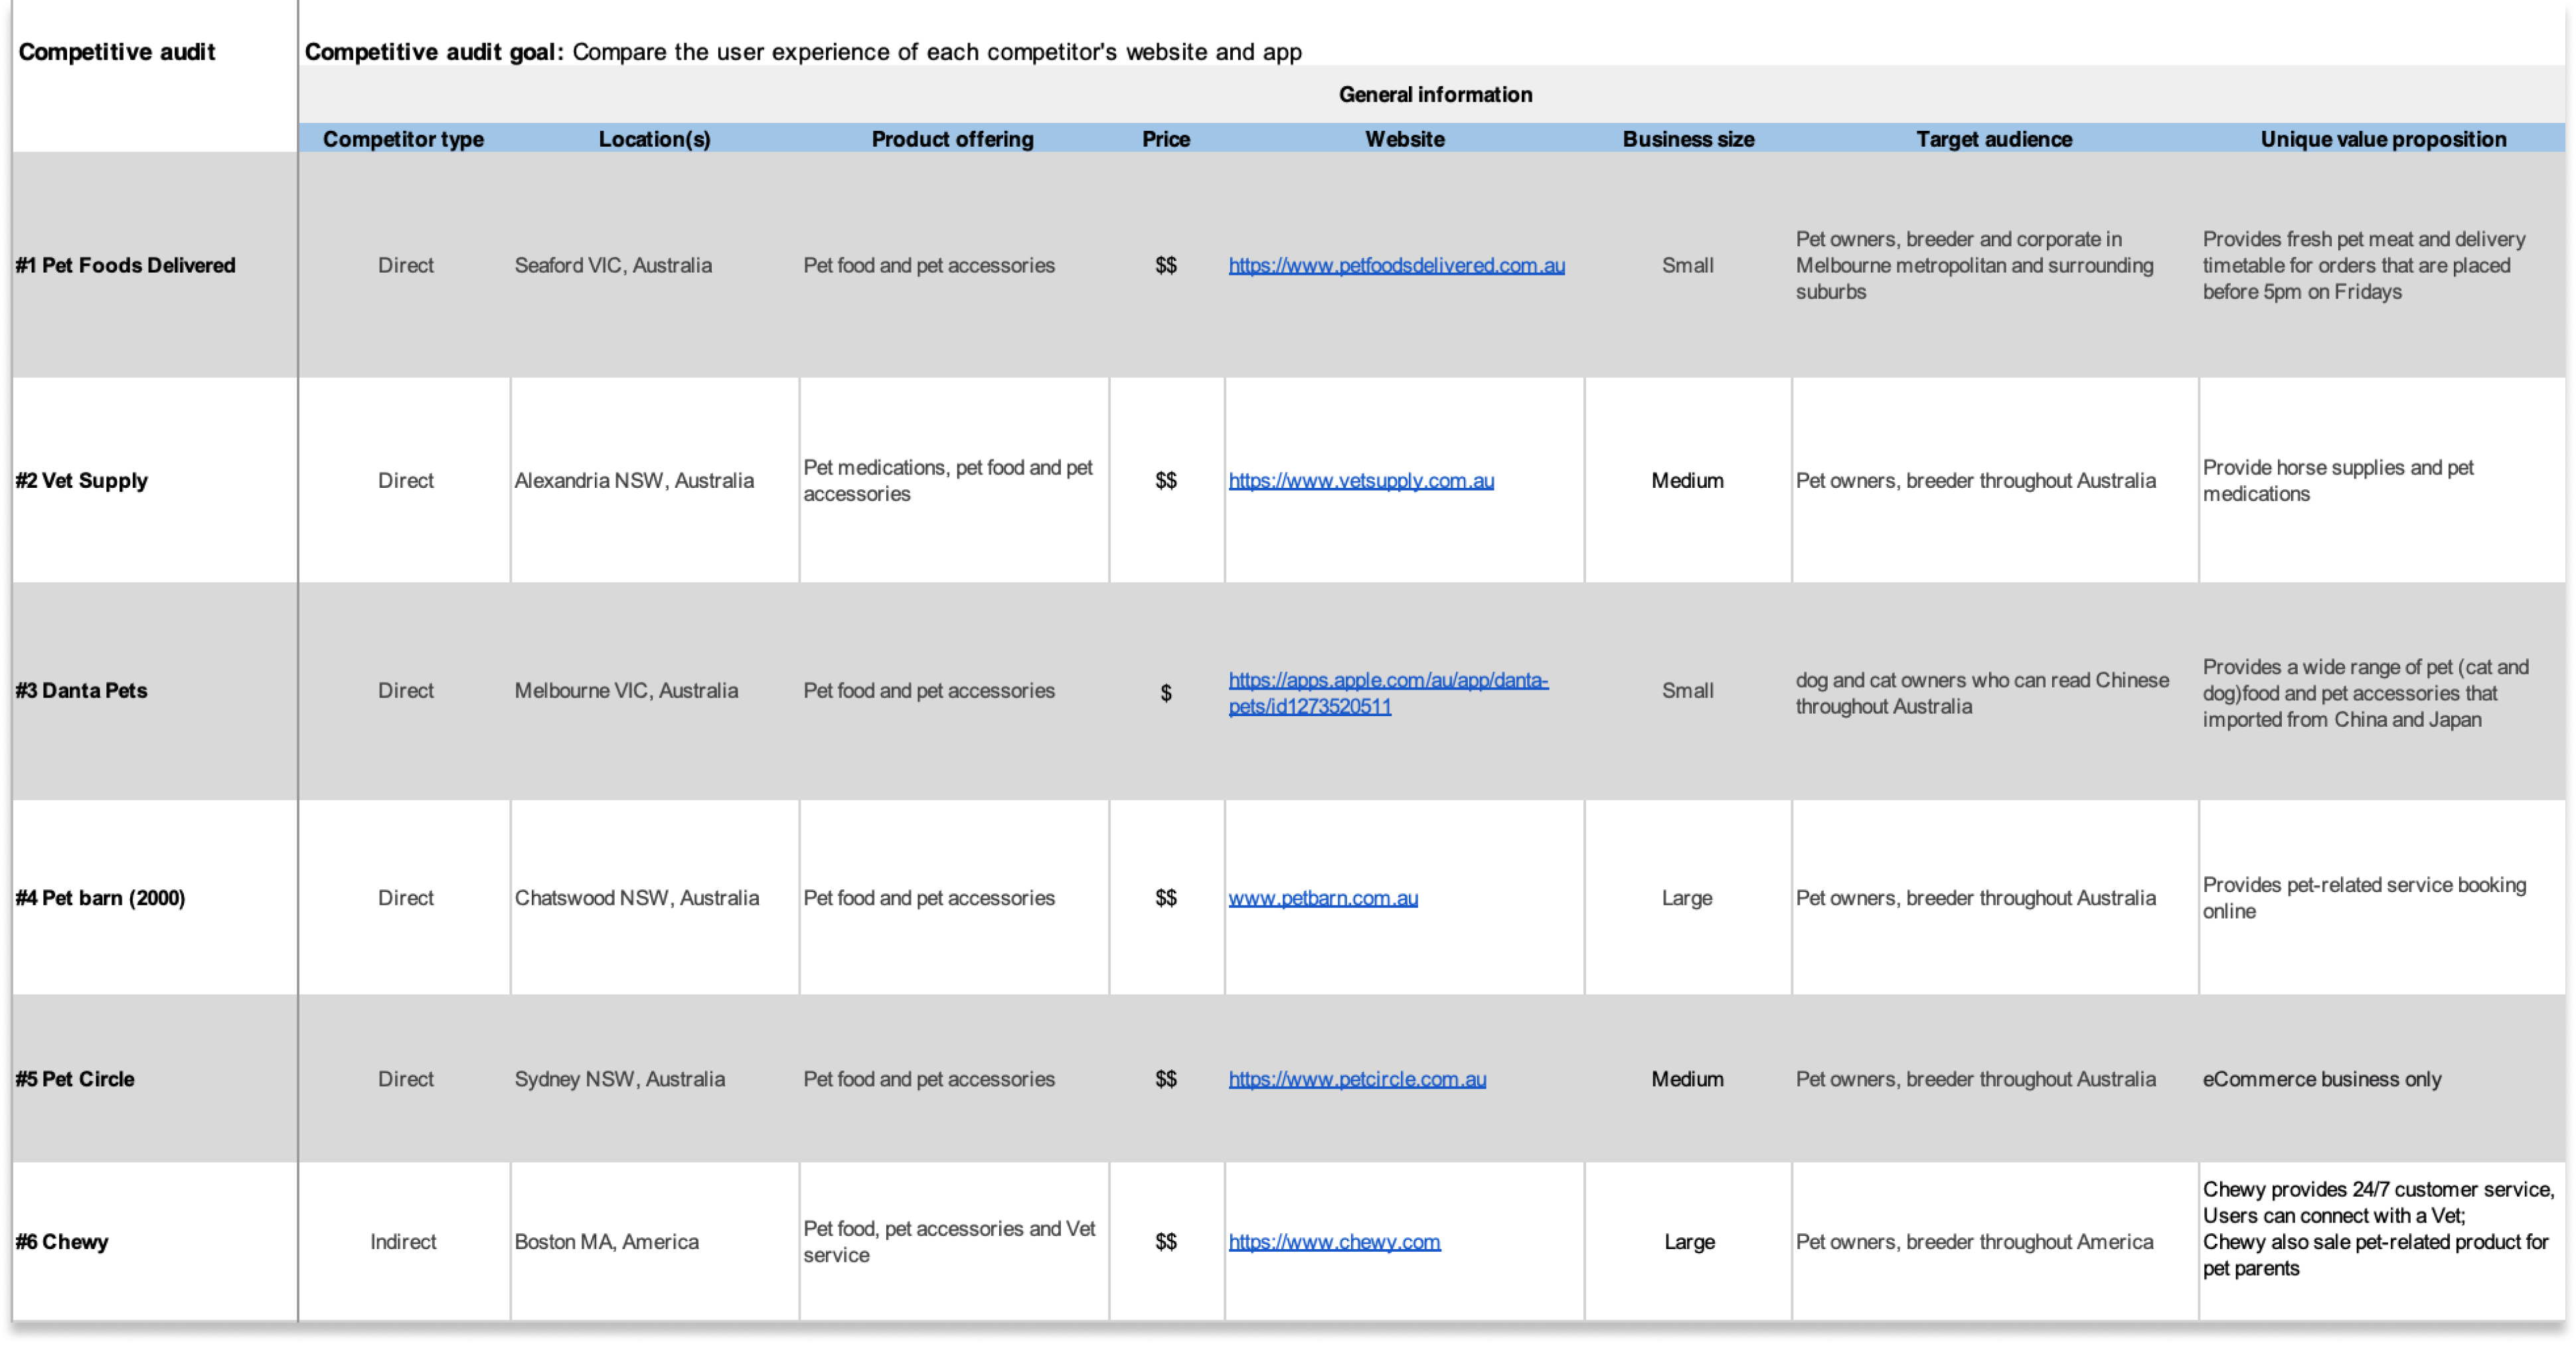 Competitive audit
Competitive audit goal: Compare the user experience of each competitor's website and app
General information
Competitor type
Location(s)
Product offering
Price
Website
Business size
Target audience
Unique value proposition
#1 Pet Foods Delivered
Direct
Seaford VIC, Australia
Pet food and pet accessories
$$
https://www.petfoodsdelivered.com.au
Small
Pet owners, breeder and corporate in
Melbourne metropolitan and surrounding
suburbs
Provides fresh pet meat and delivery
timetable for orders that are placed
before 5pm on Fridays
#2 Vet Supply
Direct
Alexandria NSW, Australia
Pet medications, pet food and pet
accessories
$$
https://www.vetsupply.com.au
Medium
Pet owners, breeder throughout Australia
Provide horse supplies and pet
medications
#3 Danta Pets
Direct
Melbourne VIC, Australia
Pet food and pet accessories
$
https://apps.apple.com/au/app/danta-
pets/id1273520511
Small
dog and cat owners who can read Chinese
throughout Australia
Provides a wide range of pet (cat and
dog)food and pet accessories that
imported from China and Japan
#4 Pet barn (2000)
Direct
Chatswood NSW, Australia
Pet food and pet accessories
$$
www.petbarn.com.au
Large
Pet owners, breeder throughout Australia
Provides pet-related service booking
online
#5 Pet Circle
Direct
Sydney NSW, Australia
Pet food and pet accessories
$$
https://www.petcircle.com.au
Medium
Pet owners, breeder throughout Australia
eCommerce business only
#6 Chewy
Indirect
Boston MA, America
Pet food, pet accessories and Vet
service
$$
https://www.chewy.com
Large
Pet owners, breeder throughout America
Chewy provides 24/7 customer service,
Users can connect with a Vet;
Chewy also sale pet-related product for
pet parents